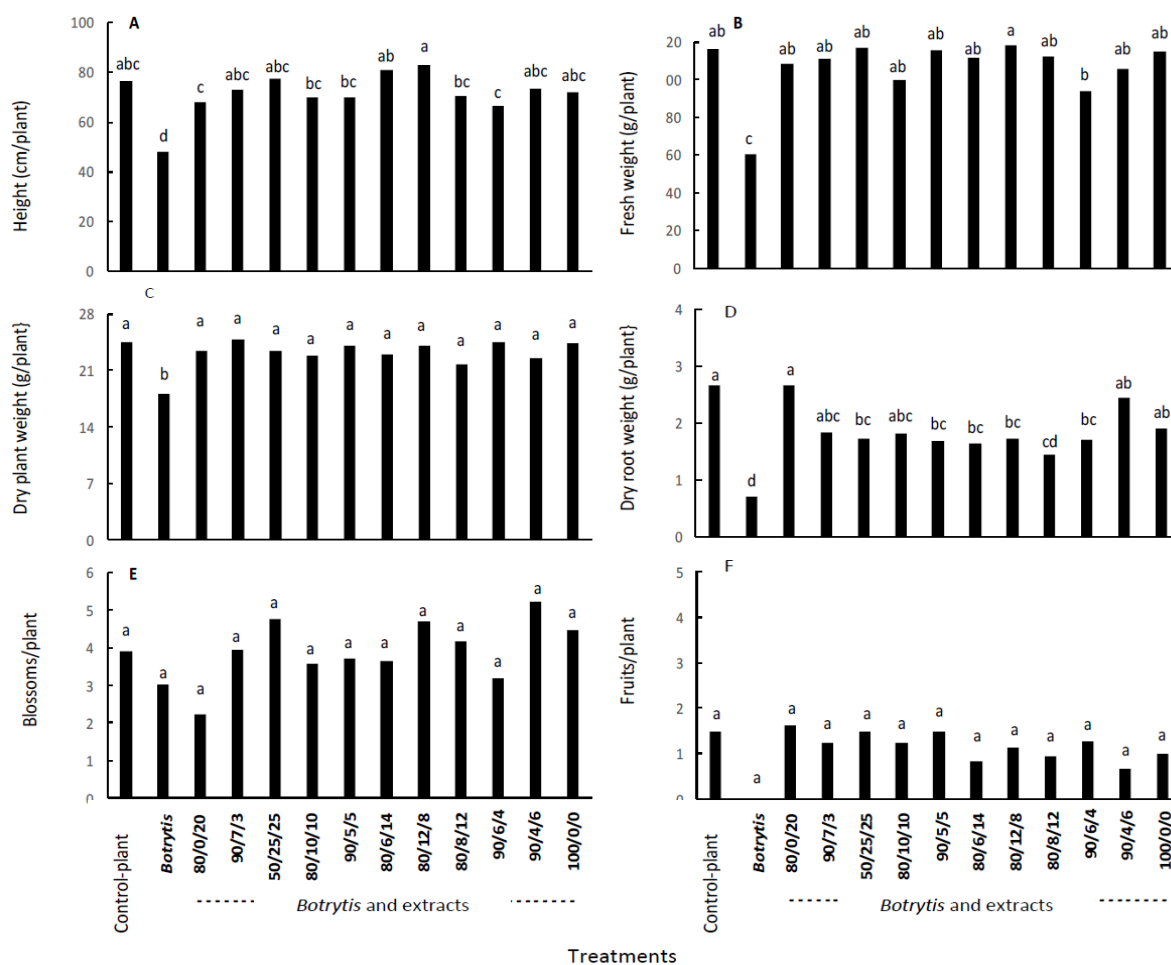 A
100
80
60
40
20
0
Height (cm/plant)
abc
d
c
abc
abc
bc
bc
ab
a
bc
c
abc
abc
B
20
00
80
60
40
20
0
Fresh weight (g/plant)
ab
c
ab
ab
ab
ab
ab
ab
a
ab
b
ab
ab
C
28
21
14
7
0
Dry plant weight (g/plant}
a
b
a
a
a
a
a
a
a
a
a
a
a
D
4
3
2
1
0
Dry root weight (g/plant}
a
d
a
abc
bc
abc
bc
bc
bc
cd
bc
ab
ab
E
6
5
4
3
2
1
0
Blossoms/plant
a
a
a
a
a
a
a
a
a
a
a
a
a
F
5
4
3
2
1
0
Fruits/plant
a
a
a
a
a
a
a
a
a
a
a
a
a
Control-plant
Botrytis
80/0/20
90/7/3
50/25/25
80/10/10
90/5/5
80/6/14
80/12/8
80/8/12
90/6/4
90/4/6
100/0/0
Botrytis and extracts
Control-plant
Botrytis
80/0/20
90/7/3
50/25/25
80/10/10
90/5/5
80/6/14
80/12/8
80/8/12
90/6/4
90/4/6
100/0/0
Botrytis and extracts
Treatments